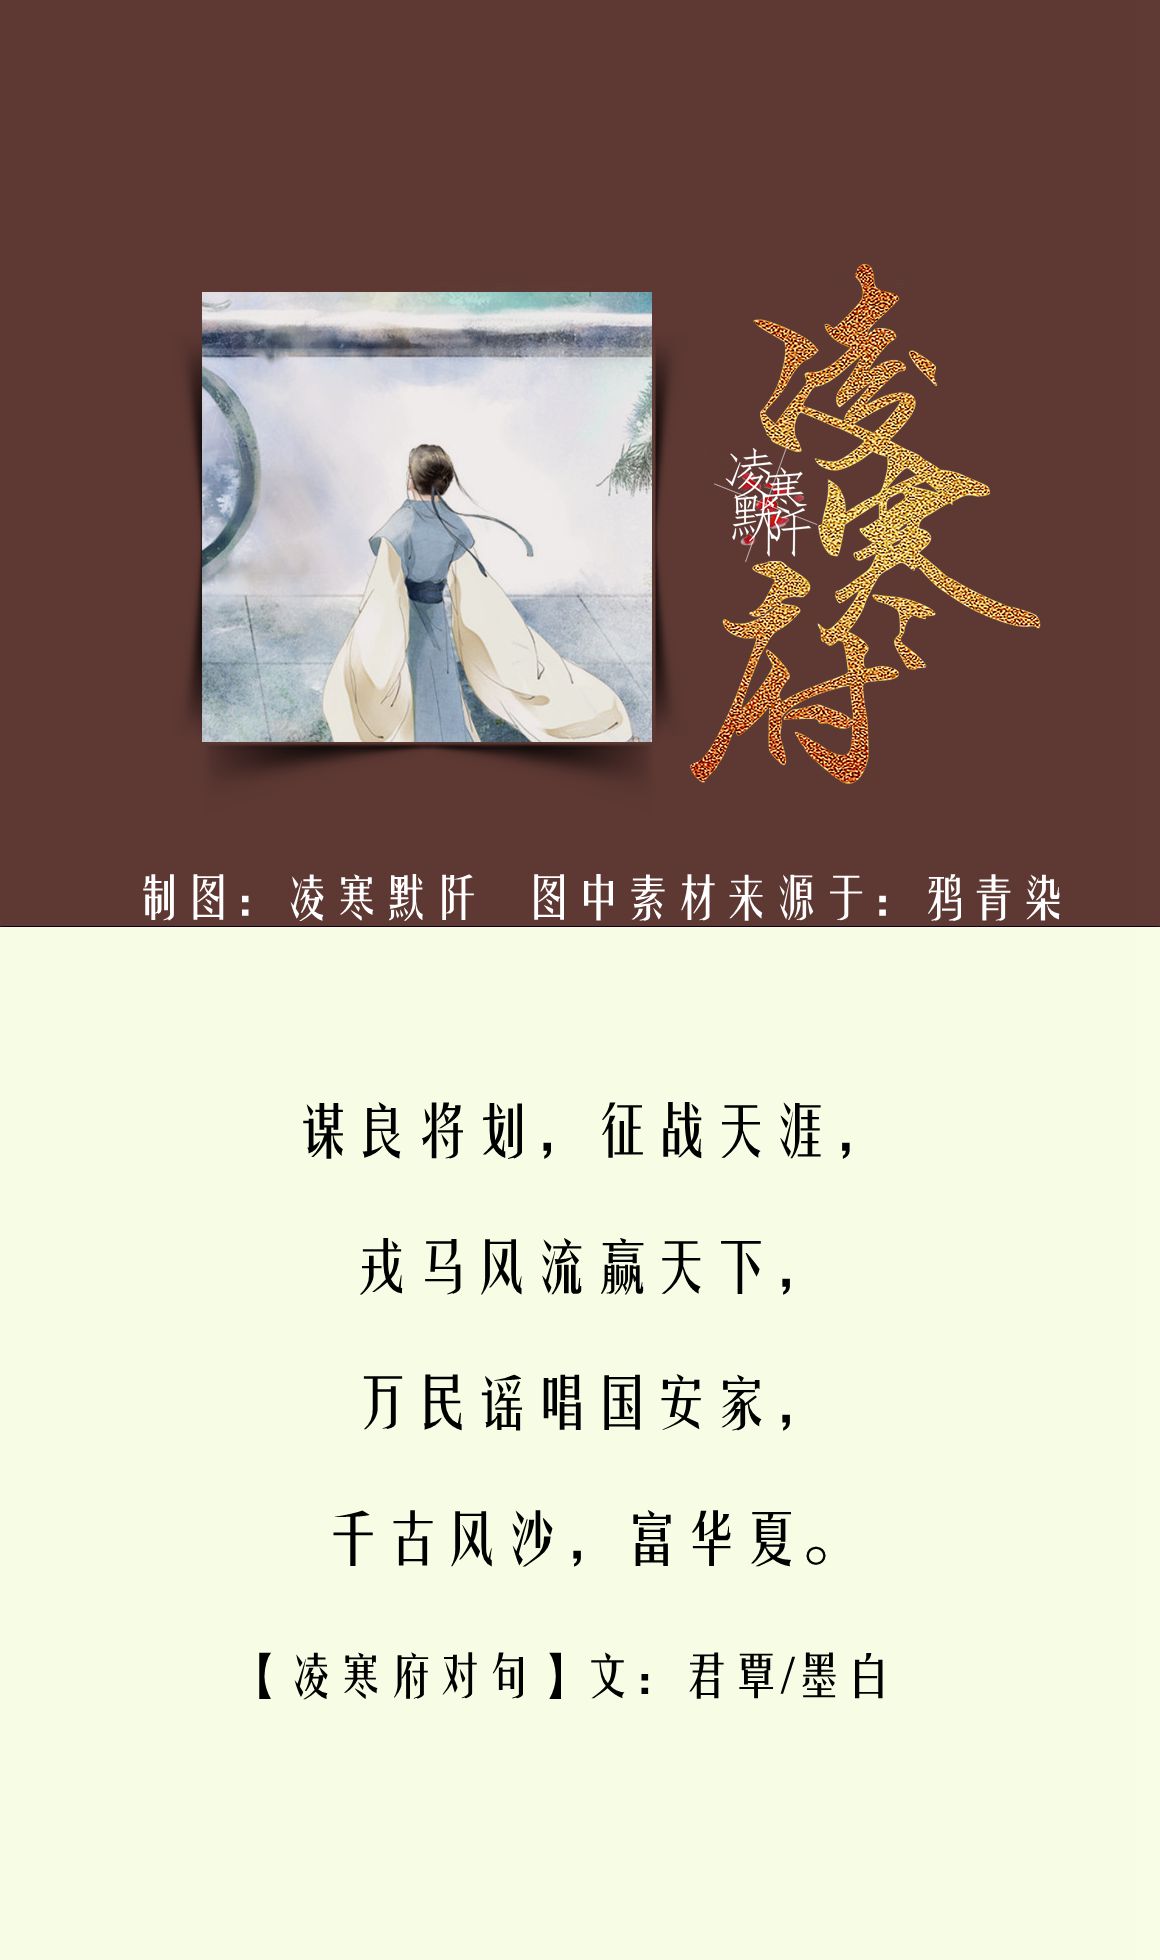 凌寒府
凌寒
默阡
制图：凌寒默阡 图中素材来源于：鸦青染
谋良将划，征战天涯，
戎马风流赢天下，
万民谣唱国安家，
千古风沙，富华夏。
【凌寒府对句】文：君覃/墨白